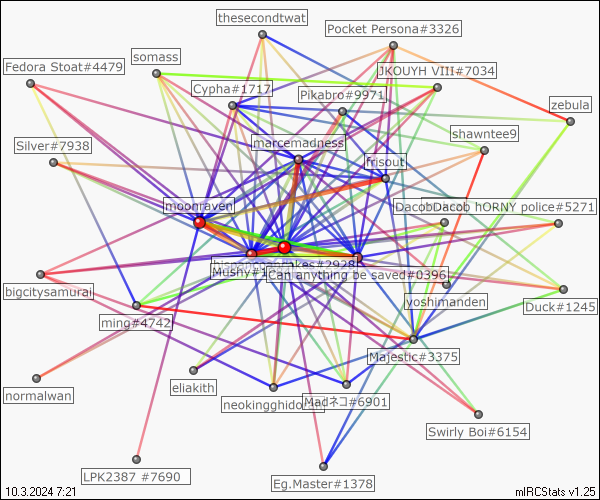 thesecondtwat
Pocket Persona#3326
somass
Fedora Stoat#4479
JKOUYH VIII#7034
Cypha#1717
Pikabro#9971
zebula
shawntee9
Silver#7938
marcemadness
frisout
moonraven
DacobDacob
hORNY police#5271
Mushy#1
Can anything be saved#0396
bigcitysamurai
yoshimanden
Duck#1245
ming#4742
Majestic#3375
eliakith
normalwan
neokingghido
Madネコ#6901
Swirly Boi#6154
LPK2387 #7690
Eg.Master#1378
10.3.2024 7:21
mIRCStats v1.25